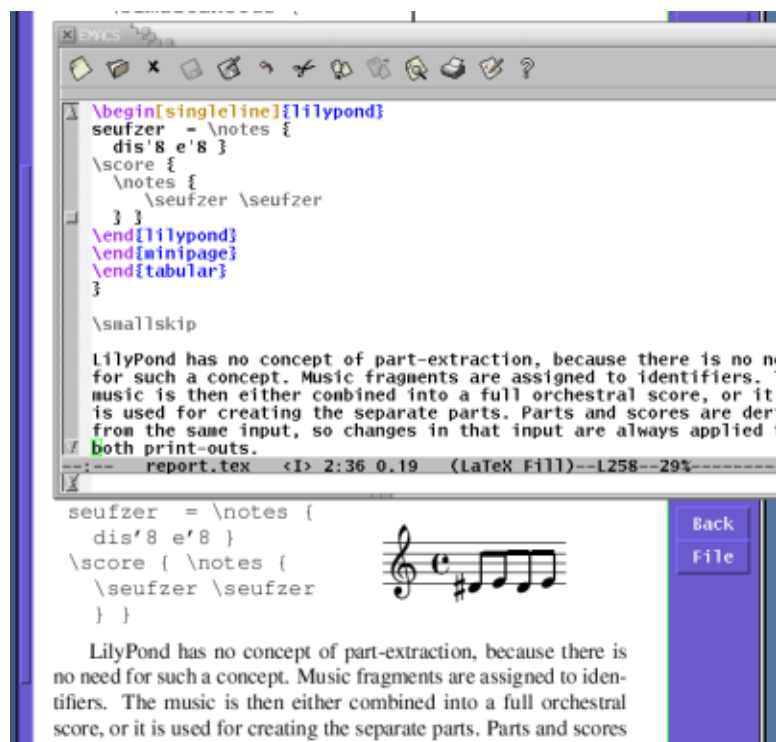 EMACS
\begin[singleline]{lilypond}
seufzer = \notes {
dis'8 e'8 }
\score {
\notes {
\seufzer \seufzer
} }
\end{lilypond}
\end{minipage}
\end{tabular}
}
\smallskip
LilyPond has no concept of part-extraction, because there is no
for such a concept. Music fragments are assigned to identifiers.
music is then either combined into a full orchestral score, or it
is used for creating the separate parts. Parts and scores are
from the same input, so changes in that input are always applied
both print-outs.
--:-- report.tex <I> 2:36 0.19 (LaTeX Fill)--L258--29%--------
seufzer = \notes {
dis'8 e'8 }
\score { \notes {
\seufzer \seufzer
} }
Back
File
LilyPond has no concept of part-extraction, because there is
no need for such a concept. Music fragments are assigned to iden-
tifiers. The music is then either combined into a full orchestral
score, or it is used for creating the separate parts. Parts and scores